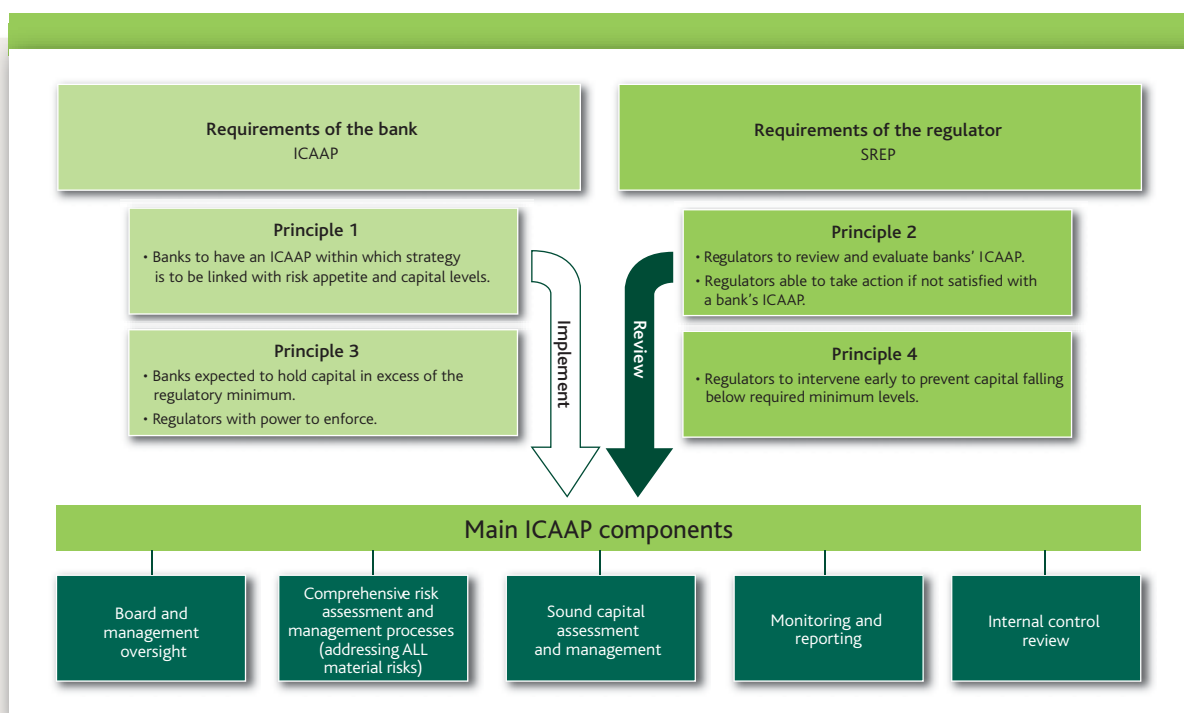 Requirements of the bank
ICAAP
Requirements of the regulator
SREP
Principle 1
• Banks to have an ICAAP within which strategy
is to be linked with risk appetite and capital levels.
Principle 2
• Regulators to review and evaluate banks' ICAAP.
• Regulators able to take action if not satisfied with
a bank's ICAAP.
Principle 3
• Banks expected to hold capital in excess of the
regulatory minimum.
• Regulators with power to enforce.
Principle 4
• Regulators to intervene early to prevent capital falling
below required minimum levels.
Implement
Review
Main ICAAP components
Board and
management
oversight
Comprehensive risk
assessment and
management processes
(addressing ALL
material risks)
Sound capital
assessment
and management
Monitoring and
reporting
Internal control
review